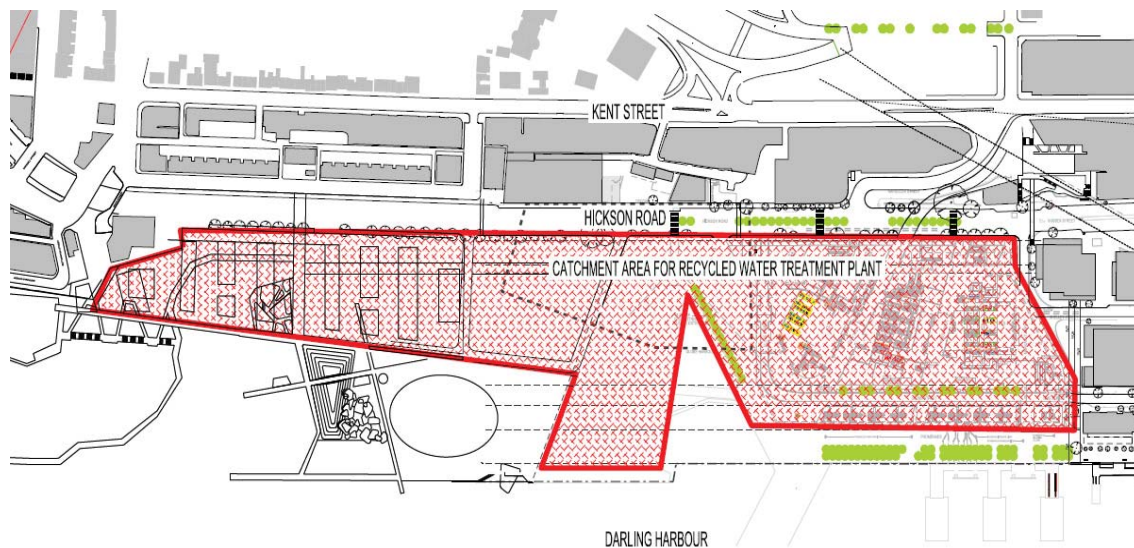 KENT STREET
HICKSON ROAD
CATCHMENT AREA FOR RECYCLED WATER TREATMENT PLANT
DARLING HARBOUR